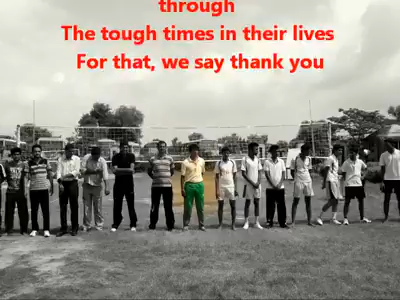 through
The tough times in their lives
For that, we say thank you